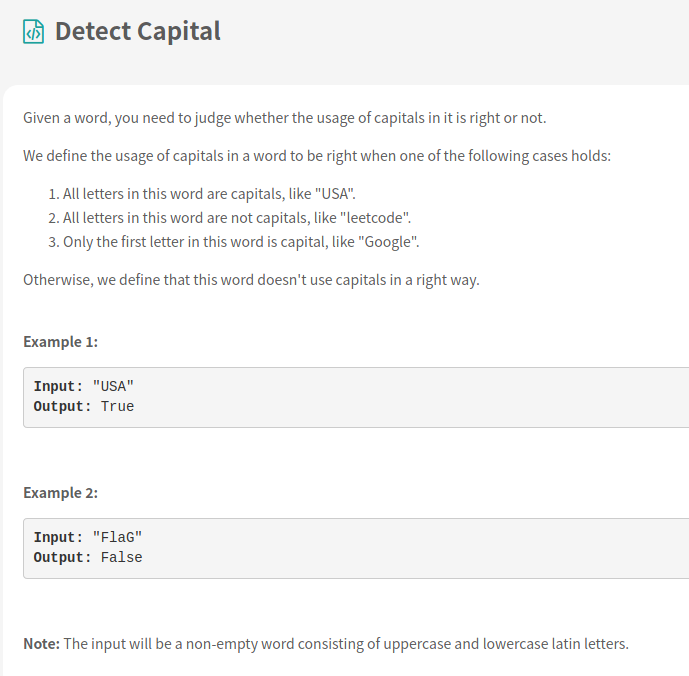 Detect Capital
Given a word, you need to judge whether the usage of capitals in it is right or not.
We define the usage of capitals in a word to be right when one of the following cases holds:
1. All letters in this word are capitals, like "USA".
2. All letters in this word are not capitals, like "leetcode".
3. Only the first letter in this word is capital, like "Google".
Otherwise, we define that this word doesn't use capitals in a right way.
Example 1:
Input: "USA"
Output: True
Example 2:
Input: "FlaG"
Output: False
Note: The input will be a non-empty word consisting of uppercase and lowercase latin letters.